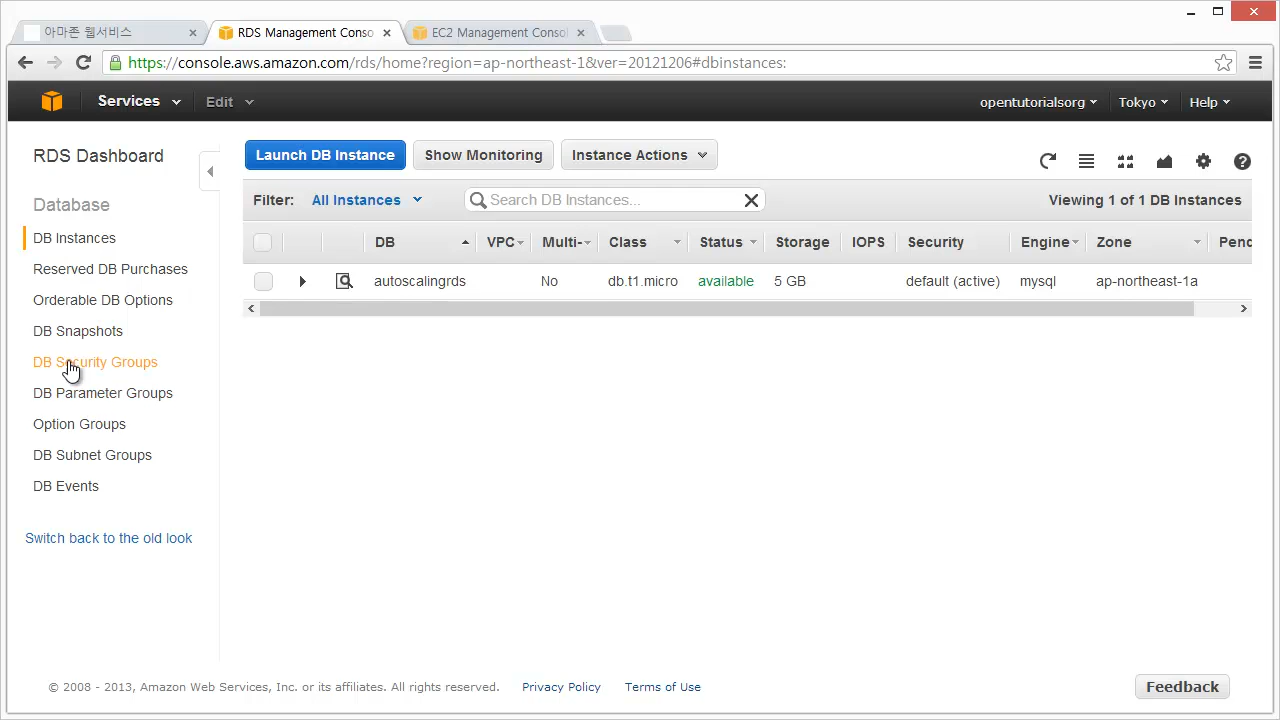 아마존 웹서비스
RDS Management Conso
EC2 Management Consol
https://console.aws.amazon.com/rds/home?region=ap-northeast-1&ver=20121206#dbinstances:
Services Edit opentutorialsorg Tokyo Help
RDS Dashboard
Database
DB Instances
Reserved DB Purchases
Orderable DB Options
DB Snapshots
DB Security Groups
DB Parameter Groups
Option Groups
DB Subnet Groups
DB Events
Switch back to the old look
Launch DB Instance Show Monitoring Instance Actions
Filter: All Instances Search DB Instances... Viewing 1 of 1 DB Instances
DB VPC Multi- Class Status Storage IOPS Security Engine Zone Penc
autoscalingrds No db.t1.micro available 5 GB default (active) mysql ap-northeast-1a
© 2008 - 2013, Amazon Web Services, Inc. or its affiliates. All rights reserved. Privacy Policy Terms of Use Feedback